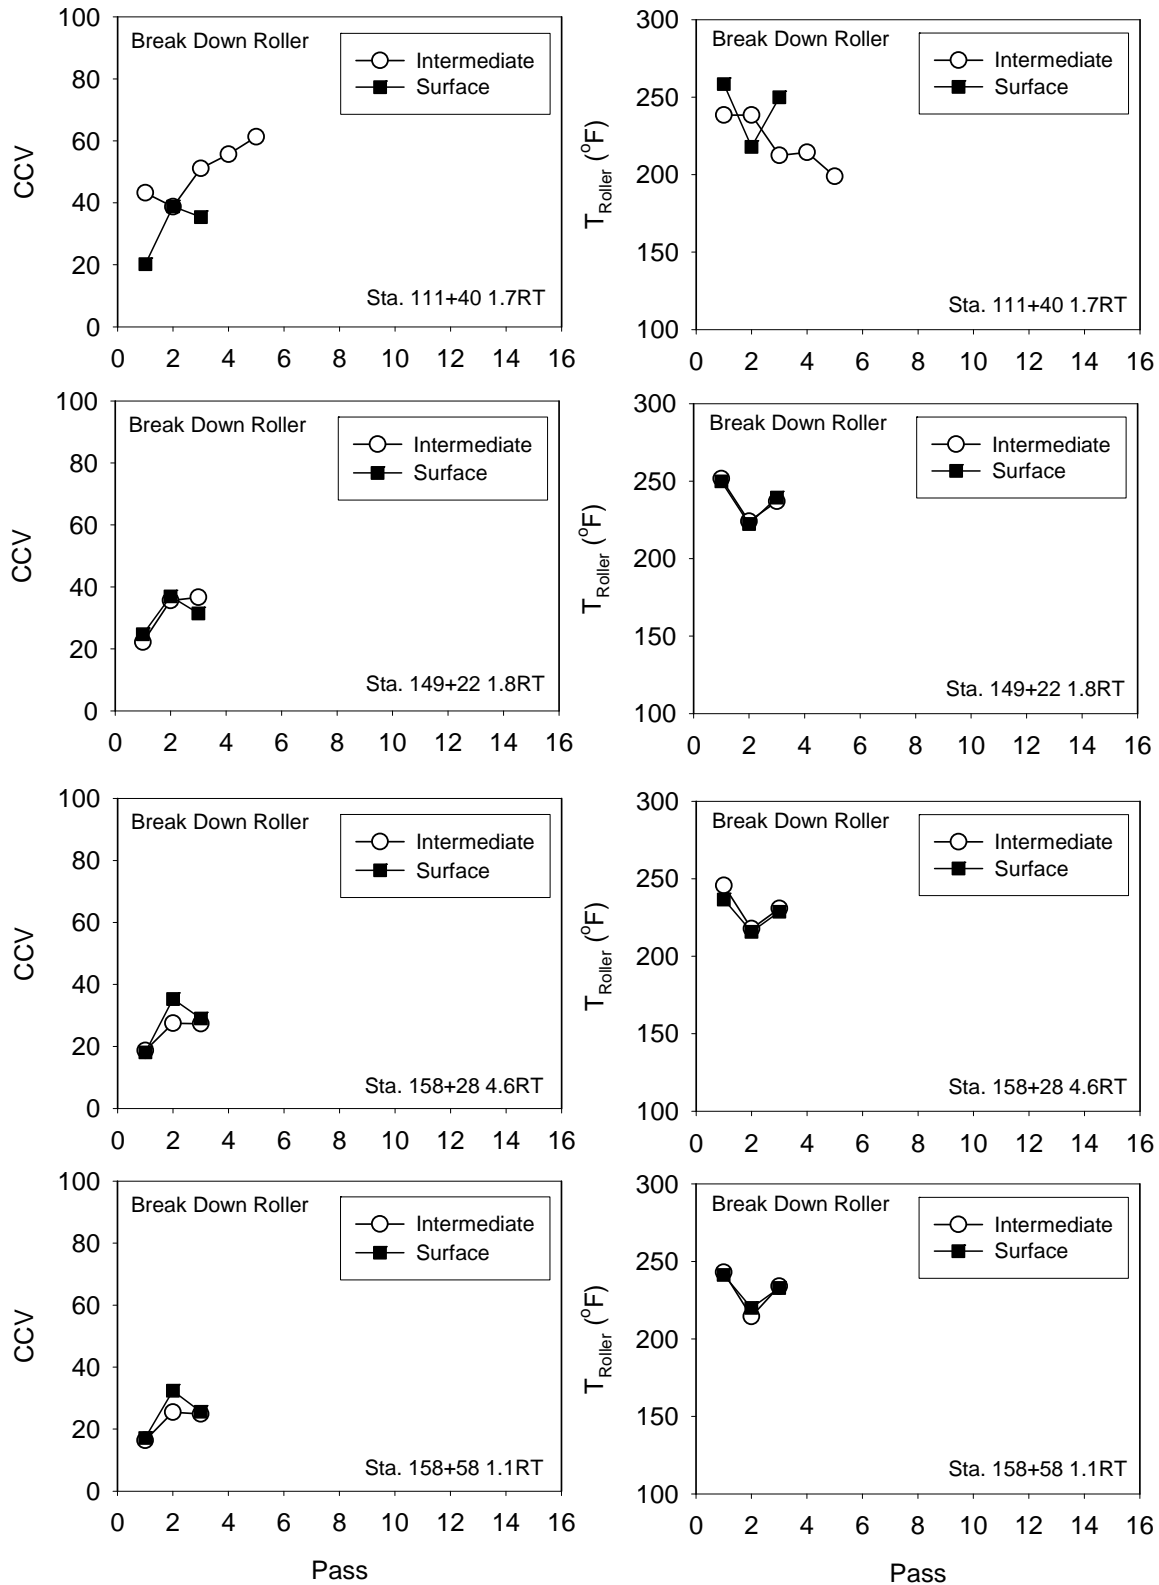 100
80
60
40
20
0
CCV
Break Down Roller
Intermediate
Surface
Sta. 111+40 1.7RT
0 2 4 6 8 10 12 14 16
300
250
200
150
100
T_Roller (°F)
Break Down Roller
Intermediate
Surface
Sta. 111+40 1.7RT
0 2 4 6 8 10 12 14 16
100
80
60
40
20
0
CCV
Break Down Roller
Intermediate
Surface
Sta. 149+22 1.8RT
0 2 4 6 8 10 12 14 16
300
250
200
150
100
T_Roller (°F)
Break Down Roller
Intermediate
Surface
Sta. 149+22 1.8RT
0 2 4 6 8 10 12 14 16
100
80
60
40
20
0
CCV
Break Down Roller
Intermediate
Surface
Sta. 158+28 4.6RT
0 2 4 6 8 10 12 14 16
300
250
200
150
100
T_Roller (°F)
Break Down Roller
Intermediate
Surface
Sta. 158+28 4.6RT
0 2 4 6 8 10 12 14 16
100
80
60
40
20
0
CCV
Break Down Roller
Intermediate
Surface
Sta. 158+58 1.1RT
0 2 4 6 8 10 12 14 16
Pass
300
250
200
150
100
T_Roller (°F)
Break Down Roller
Intermediate
Surface
Sta. 158+58 1.1RT
0 2 4 6 8 10 12 14 16
Pass